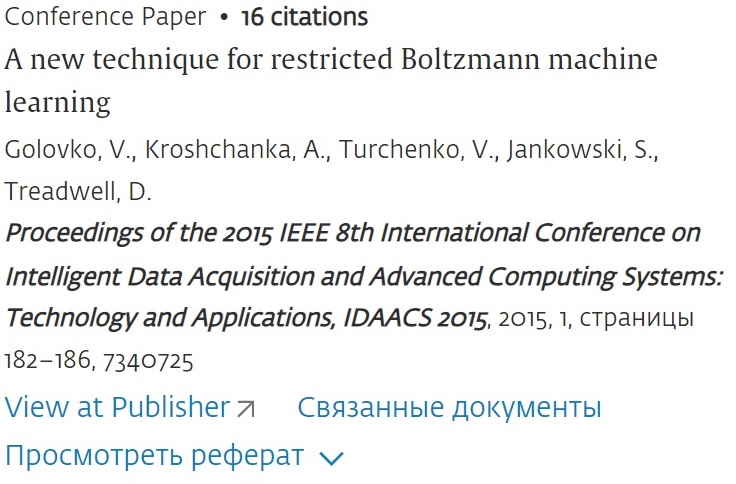 Conference Paper • 16 citations
A new technique for restricted Boltzmann machine
learning
Golovko, V., Kroshchanka, A., Turchenko, V., Jankowski, S.,
Treadwell, D.
Proceedings of the 2015 IEEE 8th International Conference on
Intelligent Data Acquisition and Advanced Computing Systems:
Technology and Applications, IDAACS 2015, 2015, 1, страницы
182–186, 7340725
View at Publisher Связанные документы
Просмотреть реферат